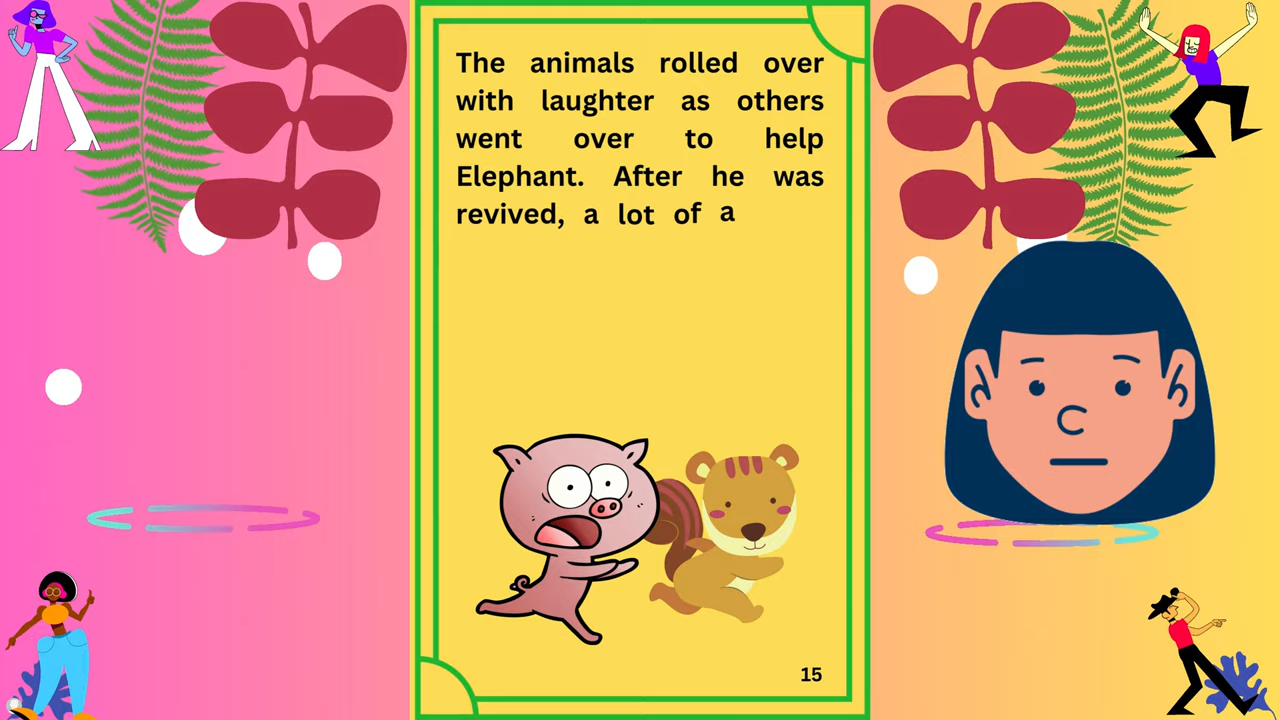 The animals rolled over
with laughter as others
went over to help
Elephant. After he was
revived, a lot of a
15